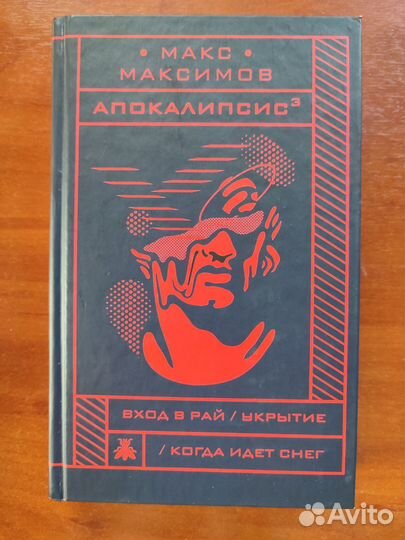 • МАКС •
МАКСИМОВ
АПОКАЛИПСИС³
ВХОД В РАЙ / УКРЫТИЕ
/ КОГДА ИДЕТ СНЕГ
Avito